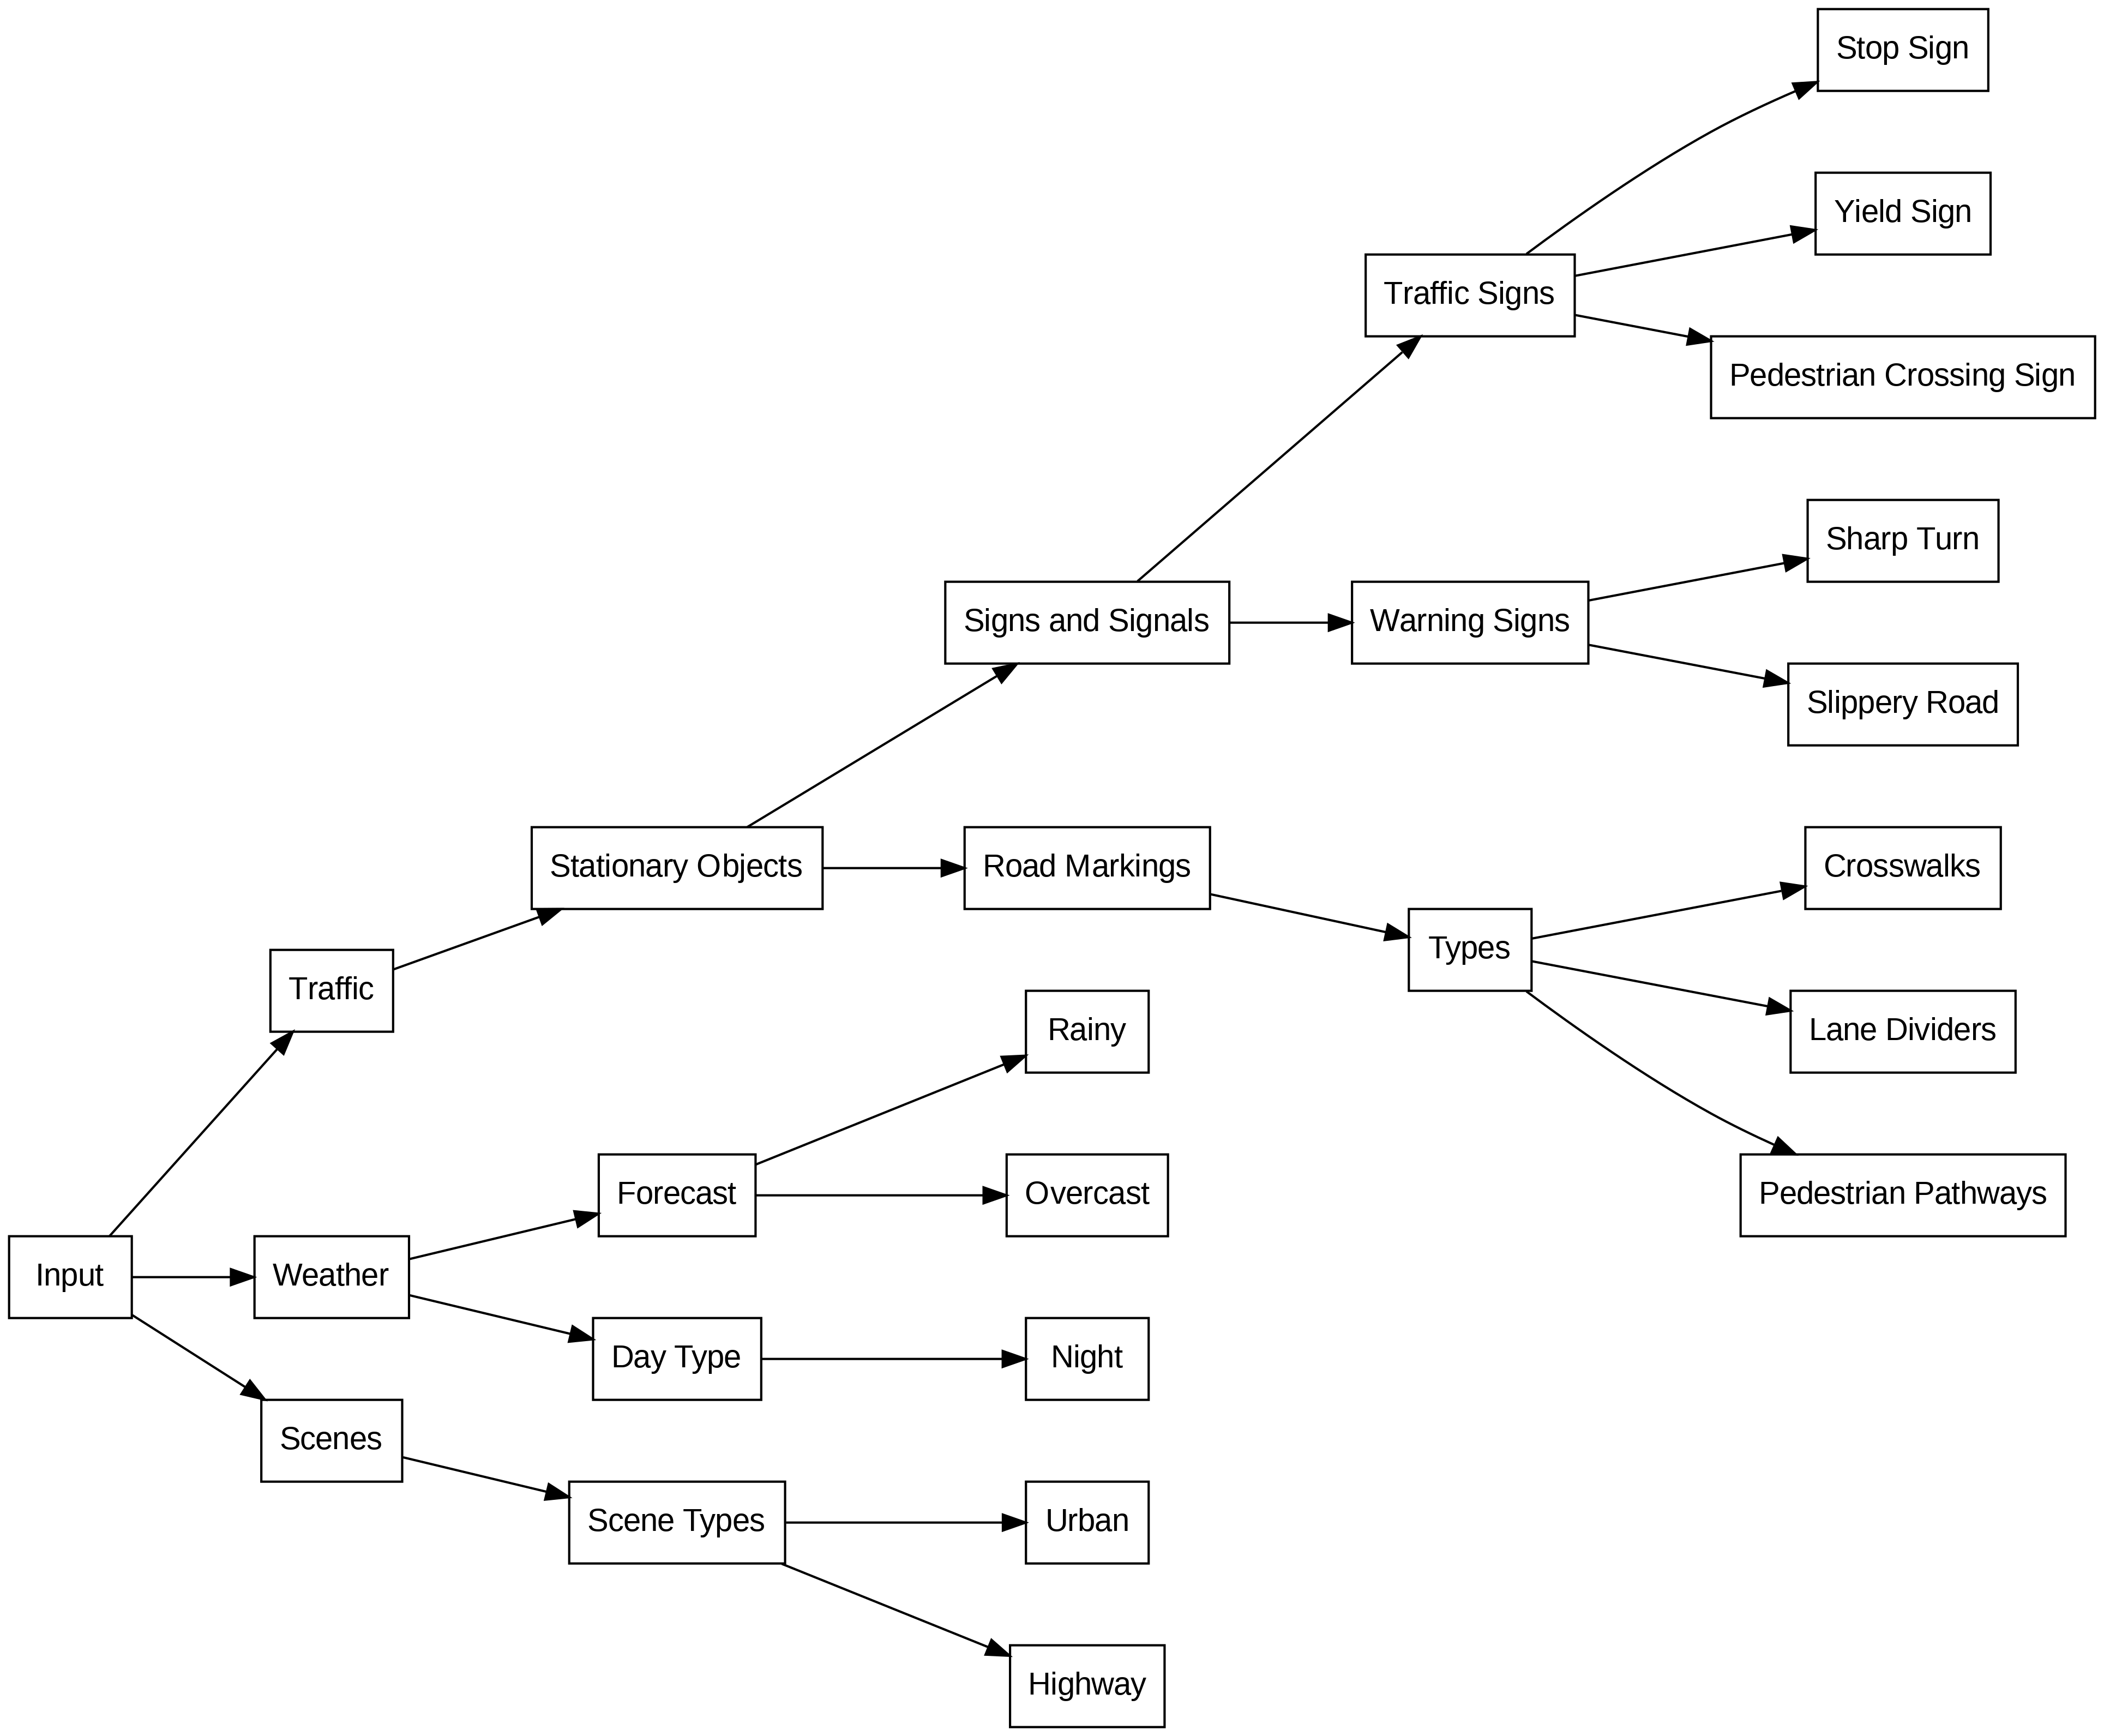 Stop Sign
Yield Sign
Traffic Signs
Pedestrian Crossing Sign
Sharp Turn
Signs and Signals
Warning Signs
Slippery Road
Stationary Objects
Road Markings
Crosswalks
Types
Traffic
Rainy
Lane Dividers
Forecast
Overcast
Pedestrian Pathways
Input
Weather
Day Type
Night
Scenes
Scene Types
Urban
Highway